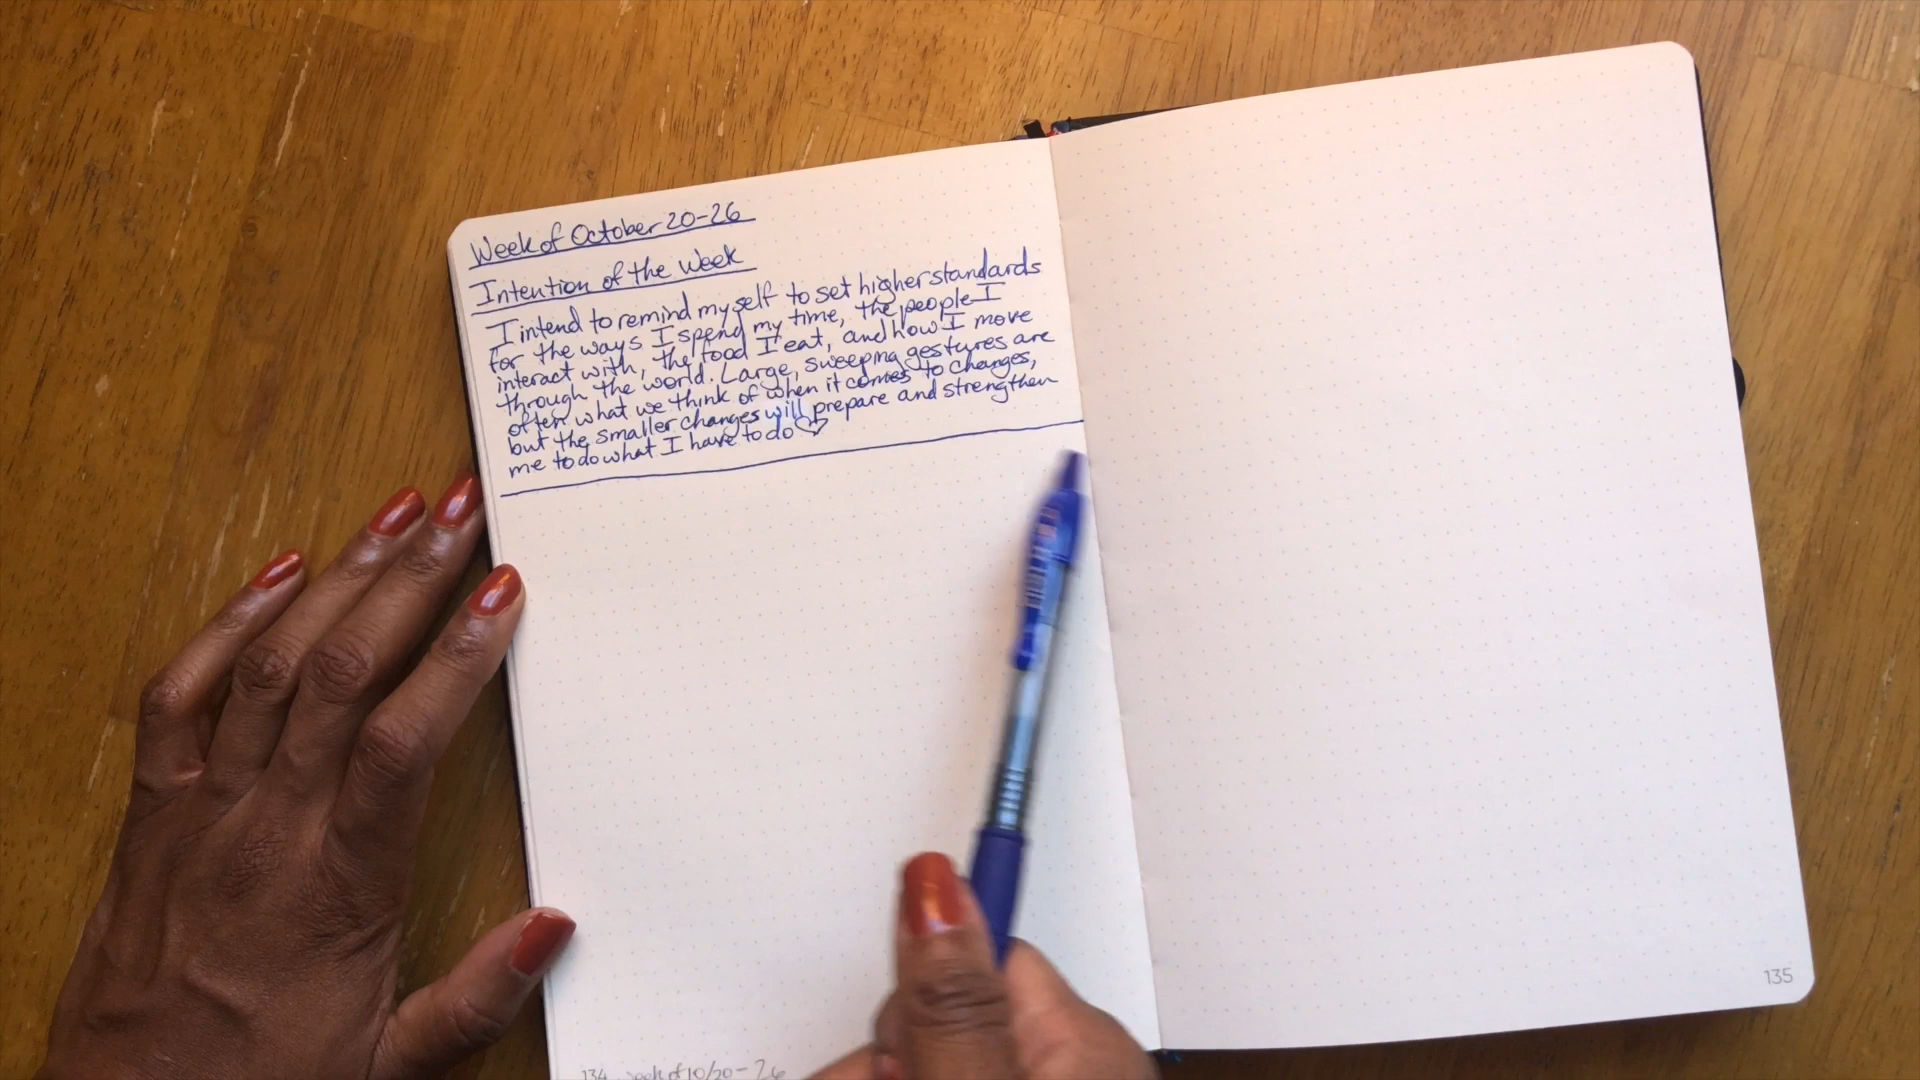 Week of October 20-26
Intention of the Week
I intend to remind myself to set higher standards
for the ways I spend my time, the people I
interact with, the food I eat, and how I move
through the world. Large, sweeping gestures are
often what we think of when it comes to changes,
but the smaller changes will prepare and strengthen
me to do what I have to do ♡
134 week of 10/20-26
135